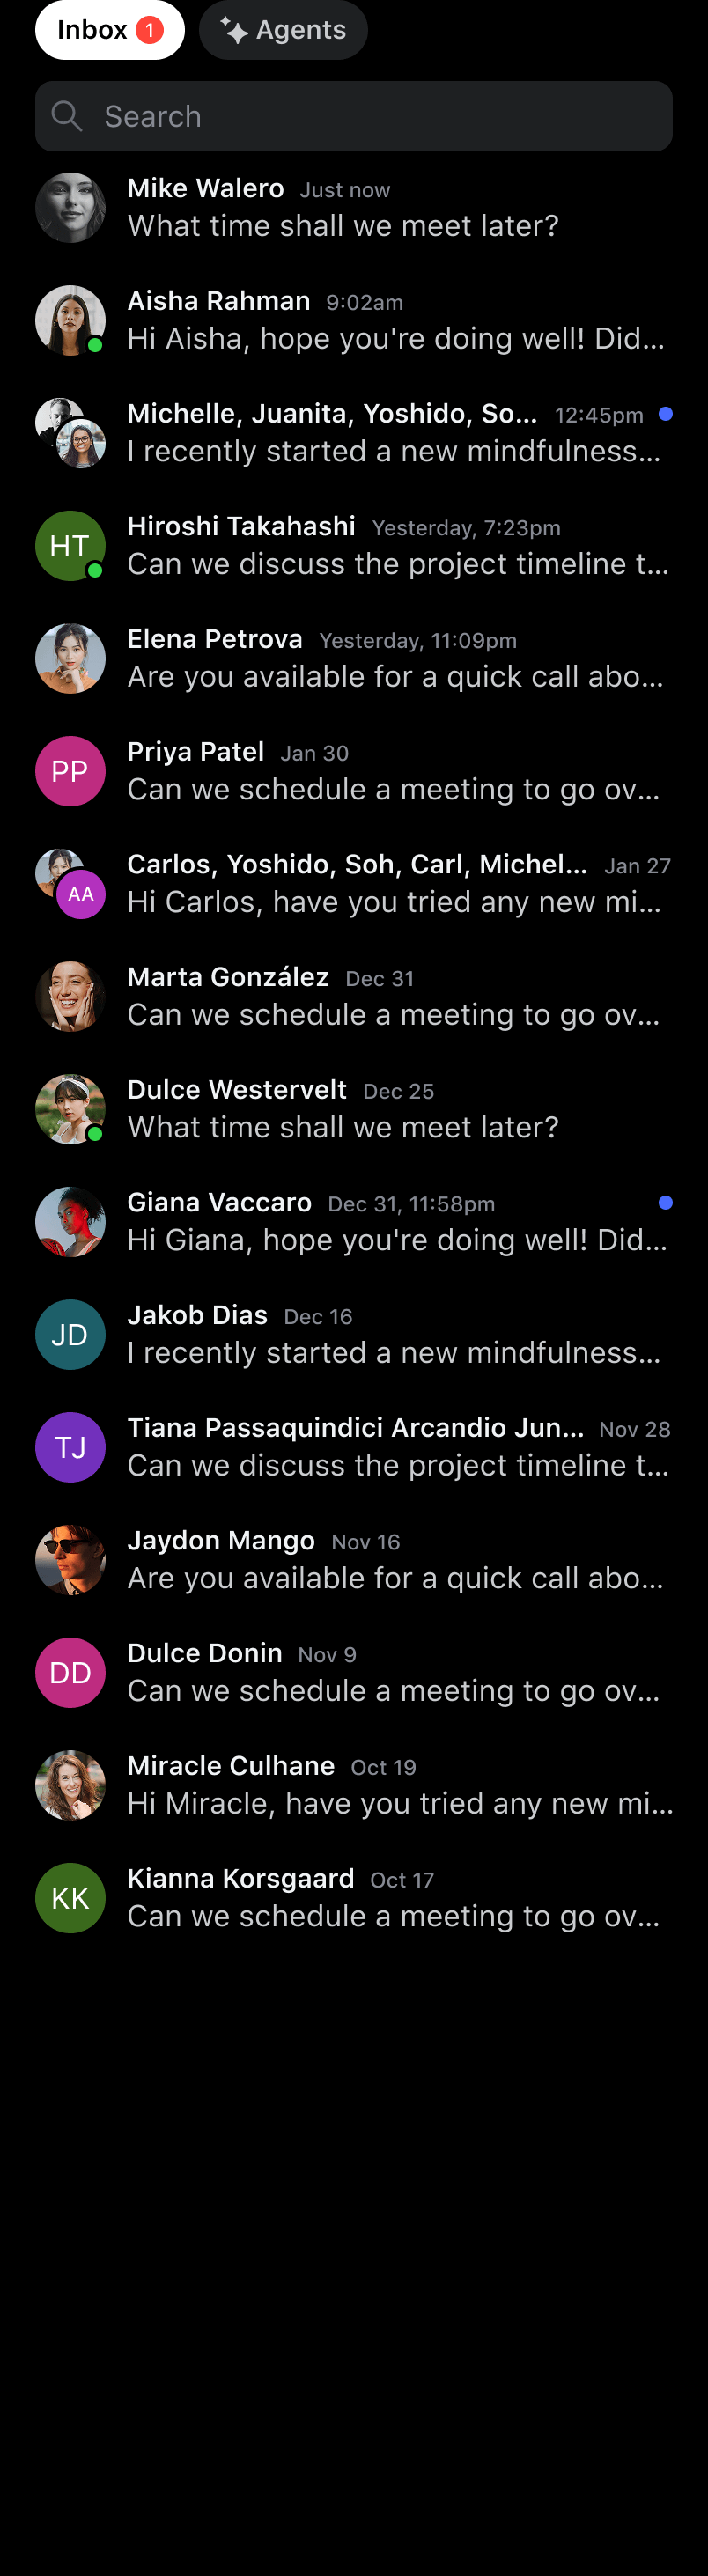 Inbox 1 Agents
Search
Mike Walero Just now
What time shall we meet later?
Aisha Rahman 9:02am
Hi Aisha, hope you're doing well! Did...
Michelle, Juanita, Yoshido, So... 12:45pm
I recently started a new mindfulness...
HT Hiroshi Takahashi Yesterday, 7:23pm
Can we discuss the project timeline t...
Elena Petrova Yesterday, 11:09pm
Are you available for a quick call abo...
PP Priya Patel Jan 30
Can we schedule a meeting to go ov...
AA Carlos, Yoshido, Soh, Carl, Michel... Jan 27
Hi Carlos, have you tried any new mi...
Marta González Dec 31
Can we schedule a meeting to go ov...
Dulce Westervelt Dec 25
What time shall we meet later?
Giana Vaccaro Dec 31, 11:58pm
Hi Giana, hope you're doing well! Did...
JD Jakob Dias Dec 16
I recently started a new mindfulness...
TJ Tiana Passaquindici Arcandio Jun... Nov 28
Can we discuss the project timeline t...
Jaydon Mango Nov 16
Are you available for a quick call abo...
DD Dulce Donin Nov 9
Can we schedule a meeting to go ov...
Miracle Culhane Oct 19
Hi Miracle, have you tried any new mi...
KK Kianna Korsgaard Oct 17
Can we schedule a meeting to go ov...